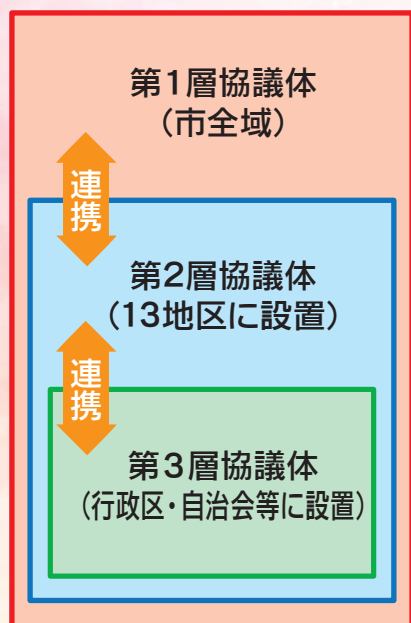 第1層協議体
(市全域)
連携
第2層協議体
(13地区に設置)
連携
第3層協議体
(行政区・自治会等に設置)